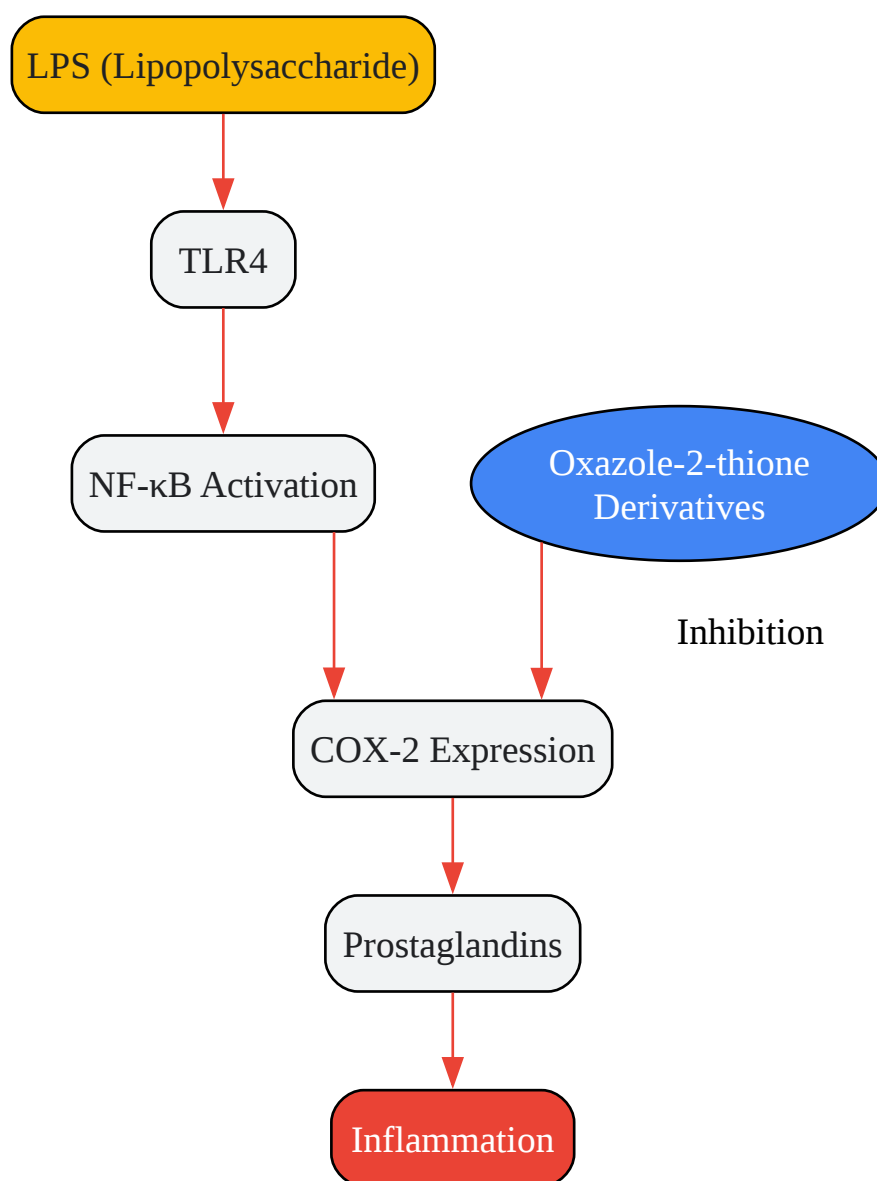 LPS (Lipopolysaccharide)
TLR4
NF-κB Activation
Oxazole-2-thione
Derivatives
Inhibition
COX-2 Expression
Prostaglandins
Inflammation